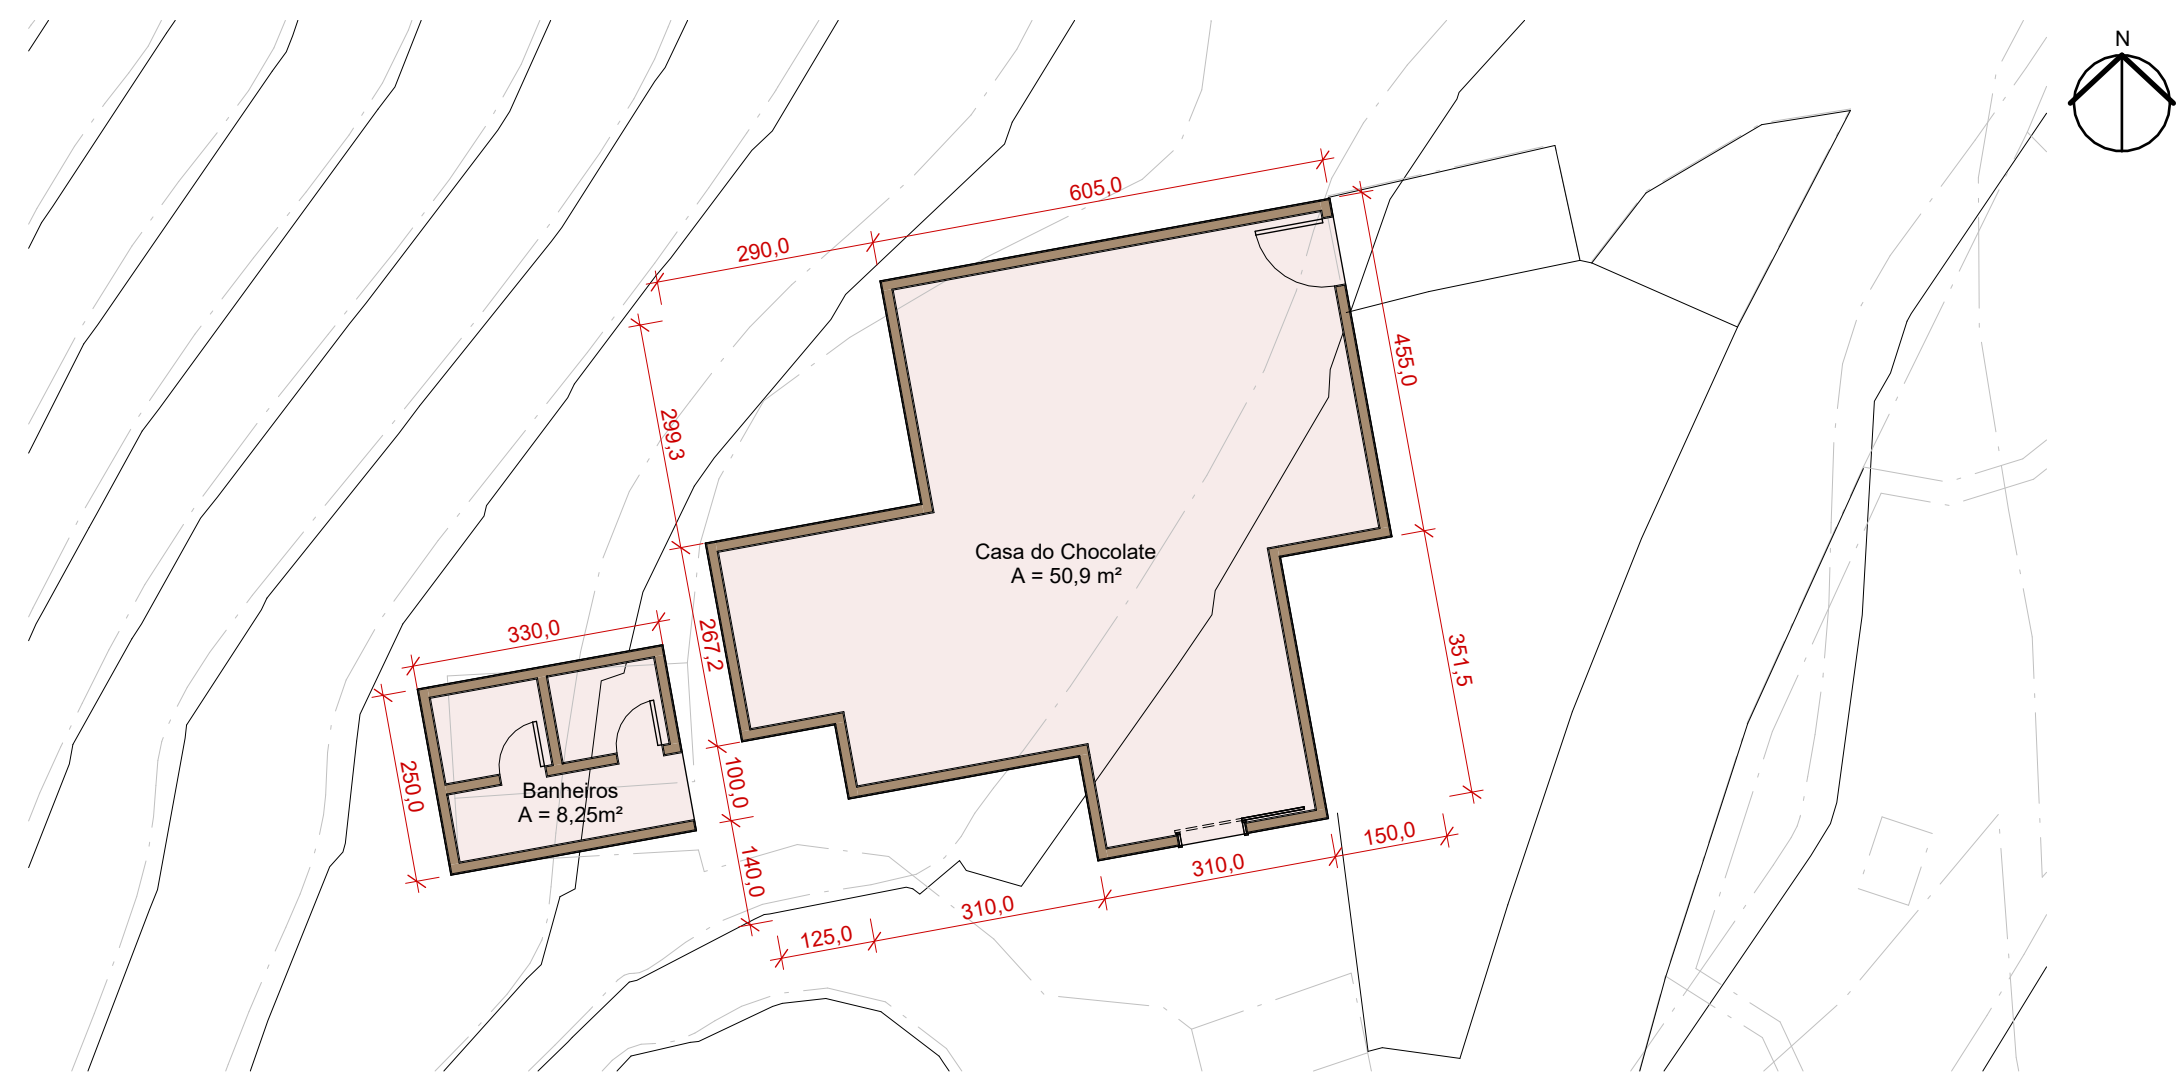 N
605,0
290,0
455,0
299,3
Casa do Chocolate
A = 50,9 m²
330,0
267,2
351,5
250,0
Banheiros
A = 8,25m²
100,0
140,0
150,0
310,0
310,0
125,0